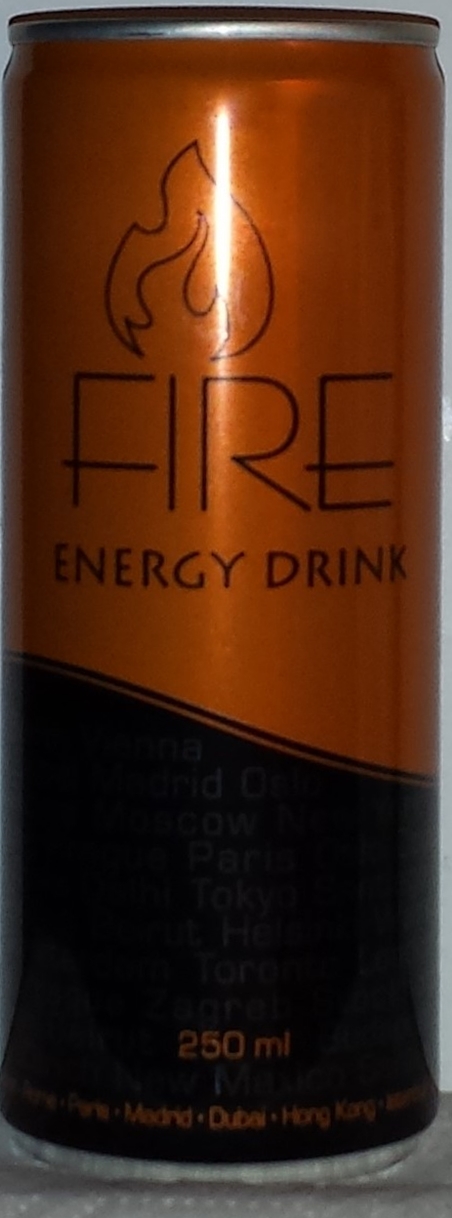 FIRE
ENERGY DRINK
Vienna
Madrid Oslo
Moscow
Paris
Tokyo
Helsinki
Toronto
Zagreb
250 ml
New Mexico
Paris • Madrid • Dubai • Hong Kong •